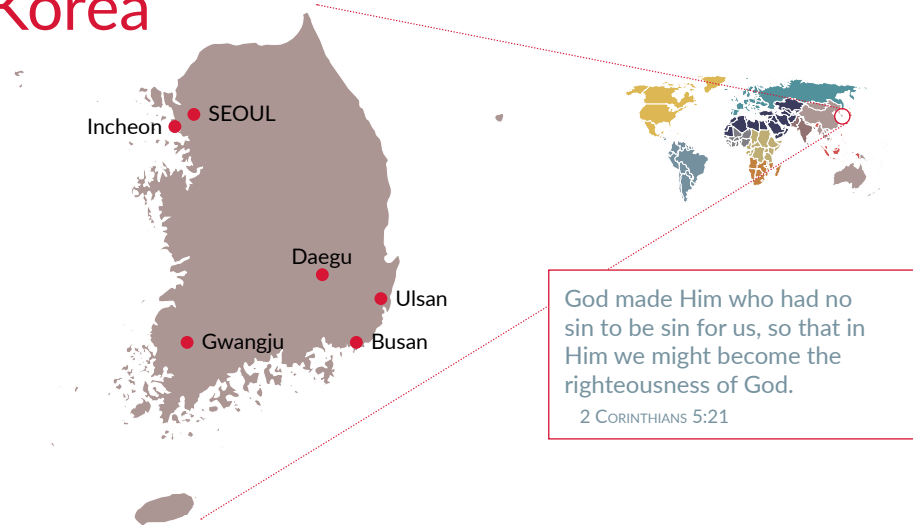 Korea
SEOUL
Incheon
Daegu
Ulsan
Gwangju
Busan
God made Him who had no
sin to be sin for us, so that in
Him we might become the
righteousness of God.
2 Corinthians 5:21